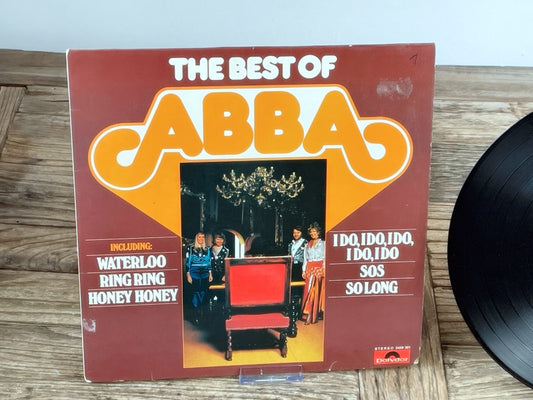 THE BEST OF
ABBA
INCLUDING:
WATERLOO
RING RING
HONEY HONEY
I DO, I DO, I DO,
I DO, I DO
SOS
SO LONG
STEREO
Polydor